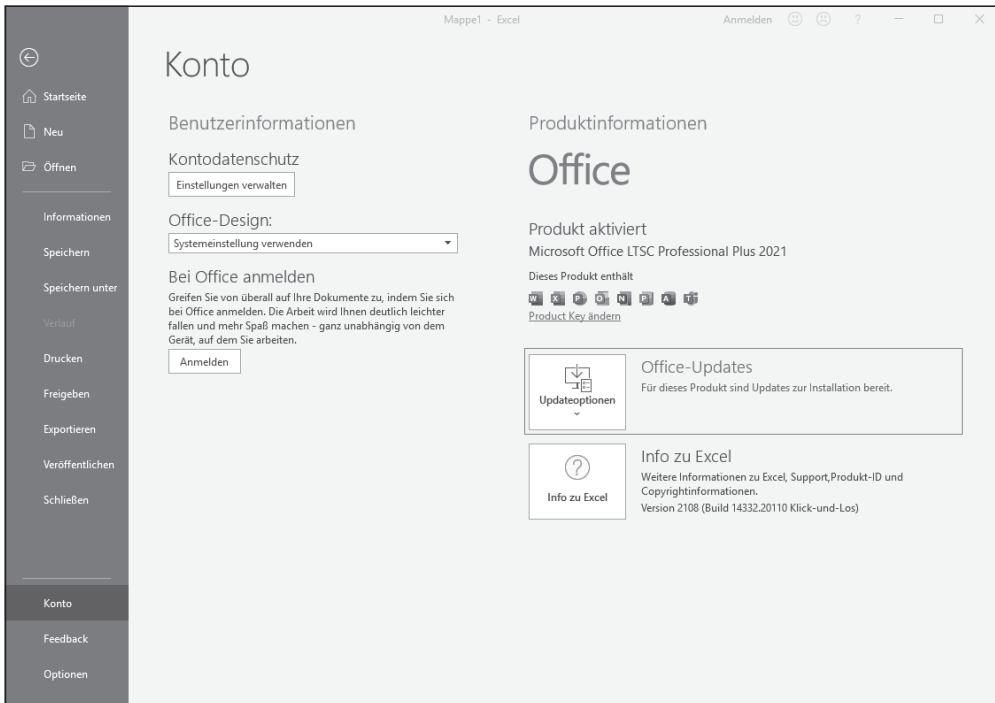 Mappe1 - Excel
Anmelden
Startseite
Neu
Öffnen
Informationen
Speichern
Speichern unter
Verlauf
Drucken
Freigeben
Exportieren
Veröffentlichen
Schließen
Konto
Feedback
Optionen
Konto
Benutzerinformationen
Kontodatenschutz
Einstellungen verwalten
Office-Design:
Systemeinstellung verwenden
Bei Office anmelden
Greifen Sie von überall auf Ihre Dokumente zu, indem Sie sich
bei Office anmelden. Die Arbeit wird Ihnen deutlich leichter
fallen und mehr Spaß machen - ganz unabhängig von dem
Gerät, auf dem Sie arbeiten.
Anmelden
Produktinformationen
Office
Produkt aktiviert
Microsoft Office LTSC Professional Plus 2021
Dieses Produkt enthält
Product Key ändern
Updateoptionen
Office-Updates
Für dieses Produkt sind Updates zur Installation bereit.
Info zu Excel
Info zu Excel
Weitere Informationen zu Excel, Support,Produkt-ID und
Copyrightinformationen.
Version 2108 (Build 14332.20110 Klick-und-Los)